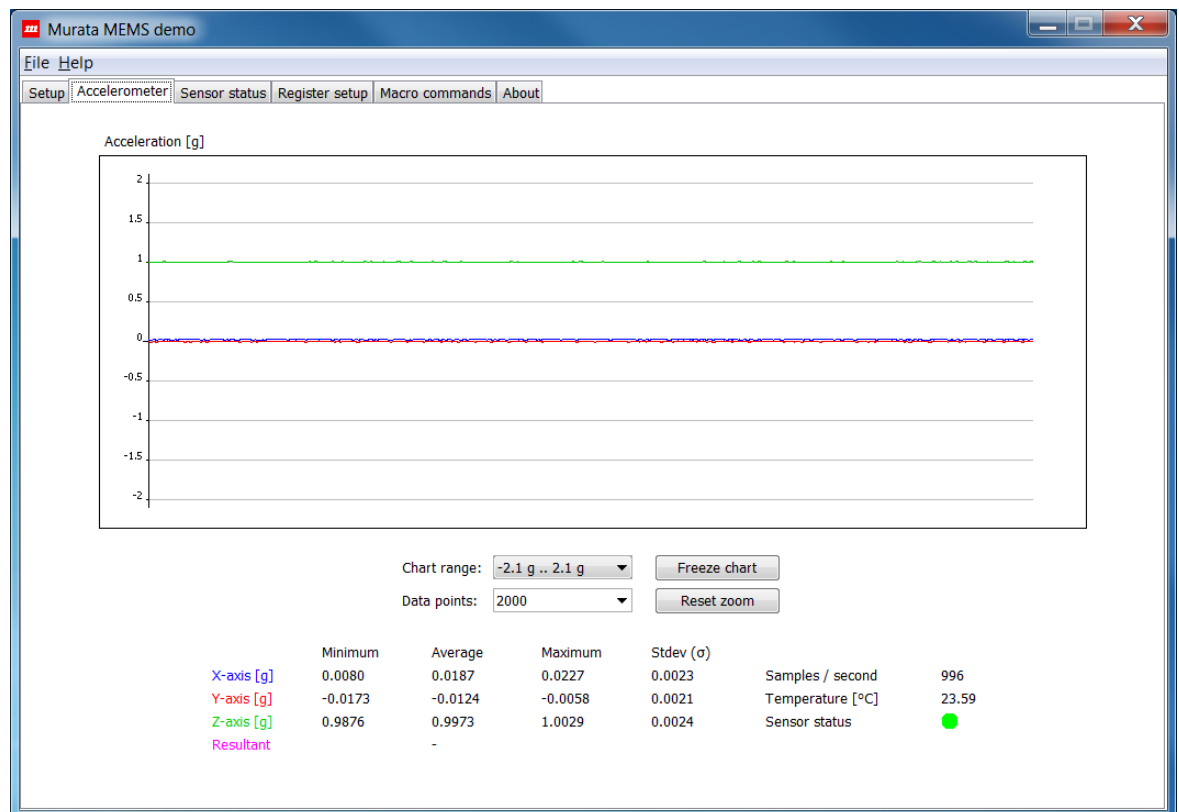 m Murata MEMS demo
File Help
Setup Accelerometer Sensor status Register setup Macro commands About
Acceleration [g]
2
1.5
1
0.5
0
-0.5
-1
-1.5
-2
Chart range: -2.1 g .. 2.1 g Freeze chart
Data points: 2000 Reset zoom
Minimum Average Maximum Stdev (σ)
X-axis [g] 0.0080 0.0187 0.0227 0.0023 Samples / second 996
Y-axis [g] -0.0173 -0.0124 -0.0058 0.0021 Temperature [°C] 23.59
Z-axis [g] 0.9876 0.9973 1.0029 0.0024 Sensor status
Resultant -